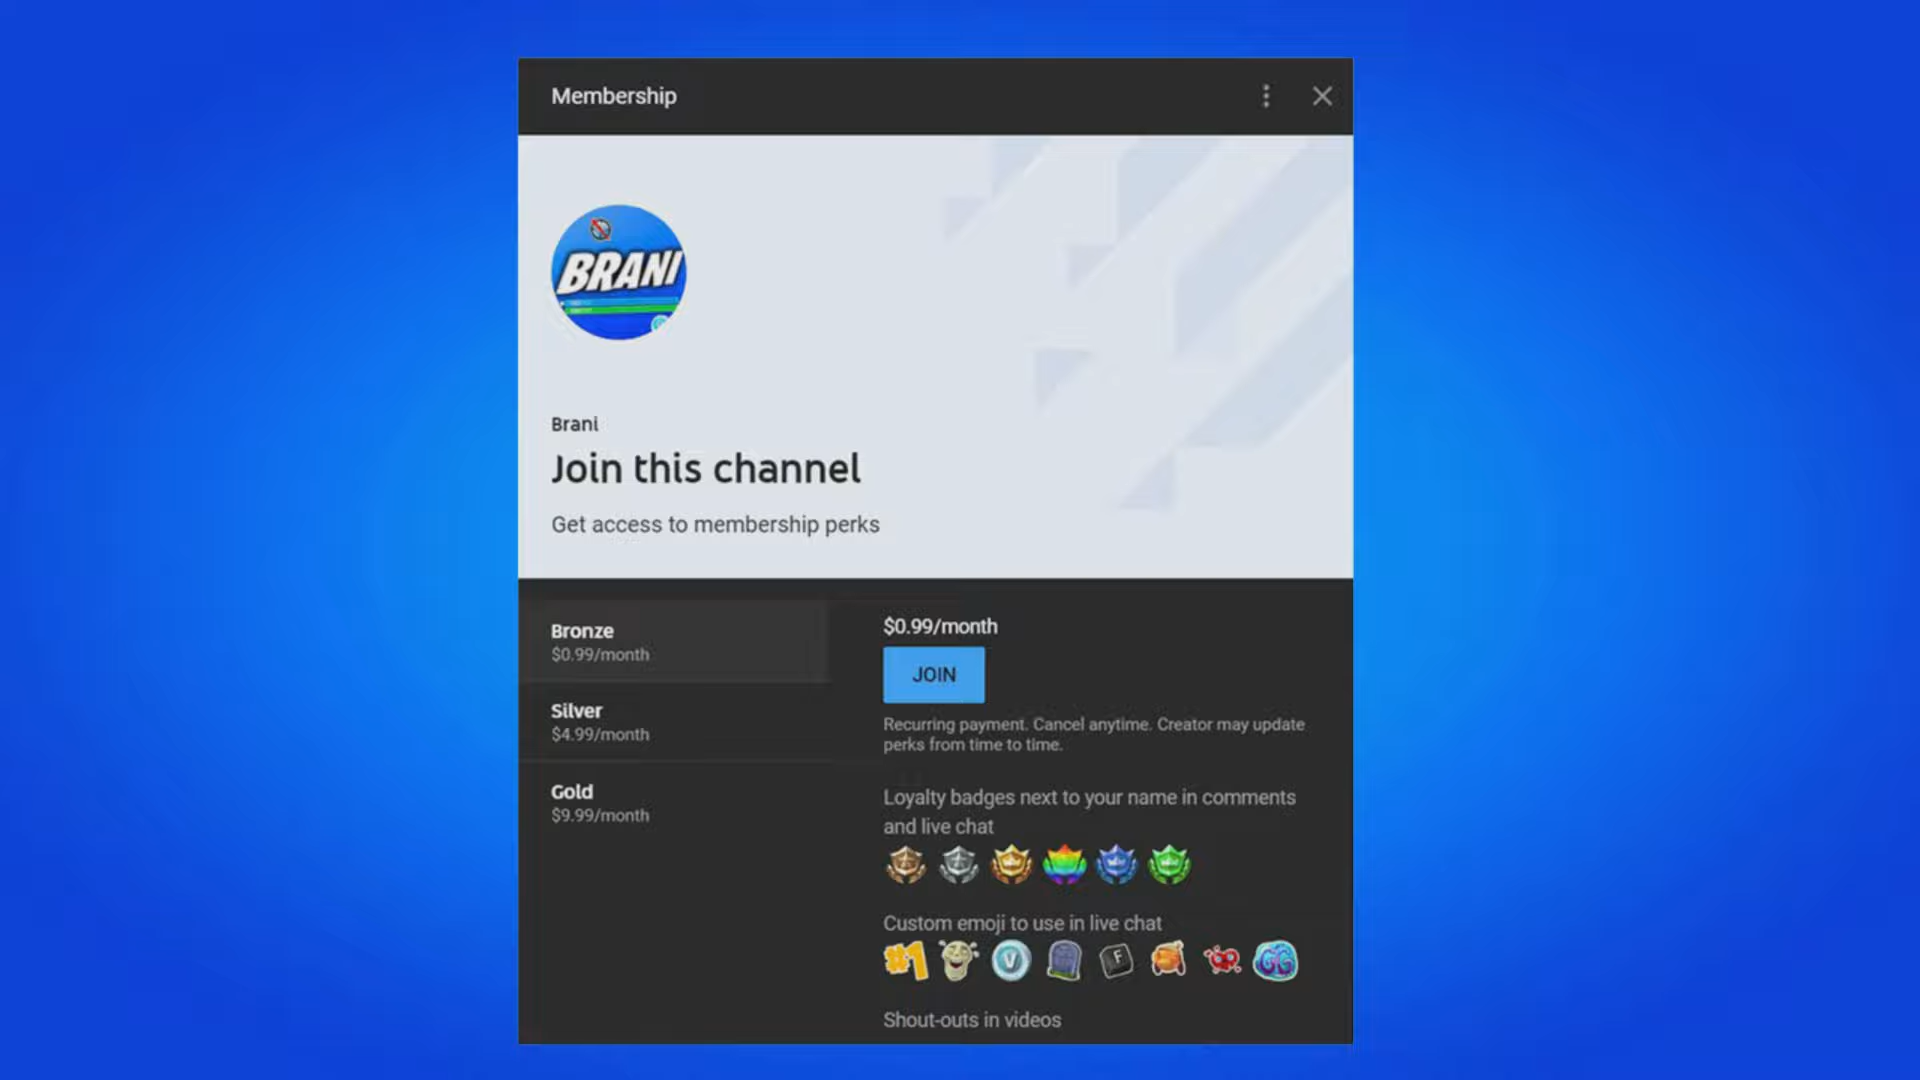 Membership
BRANI
Brani
Join this channel
Get access to membership perks
Bronze
$0.99/month
Silver
$4.99/month
Gold
$9.99/month
$0.99/month
JOIN
Recurring payment. Cancel anytime. Creator may update
perks from time to time.
Loyalty badges next to your name in comments
and live chat
Custom emoji to use in live chat
#1
V
F
GG
Shout-outs in videos